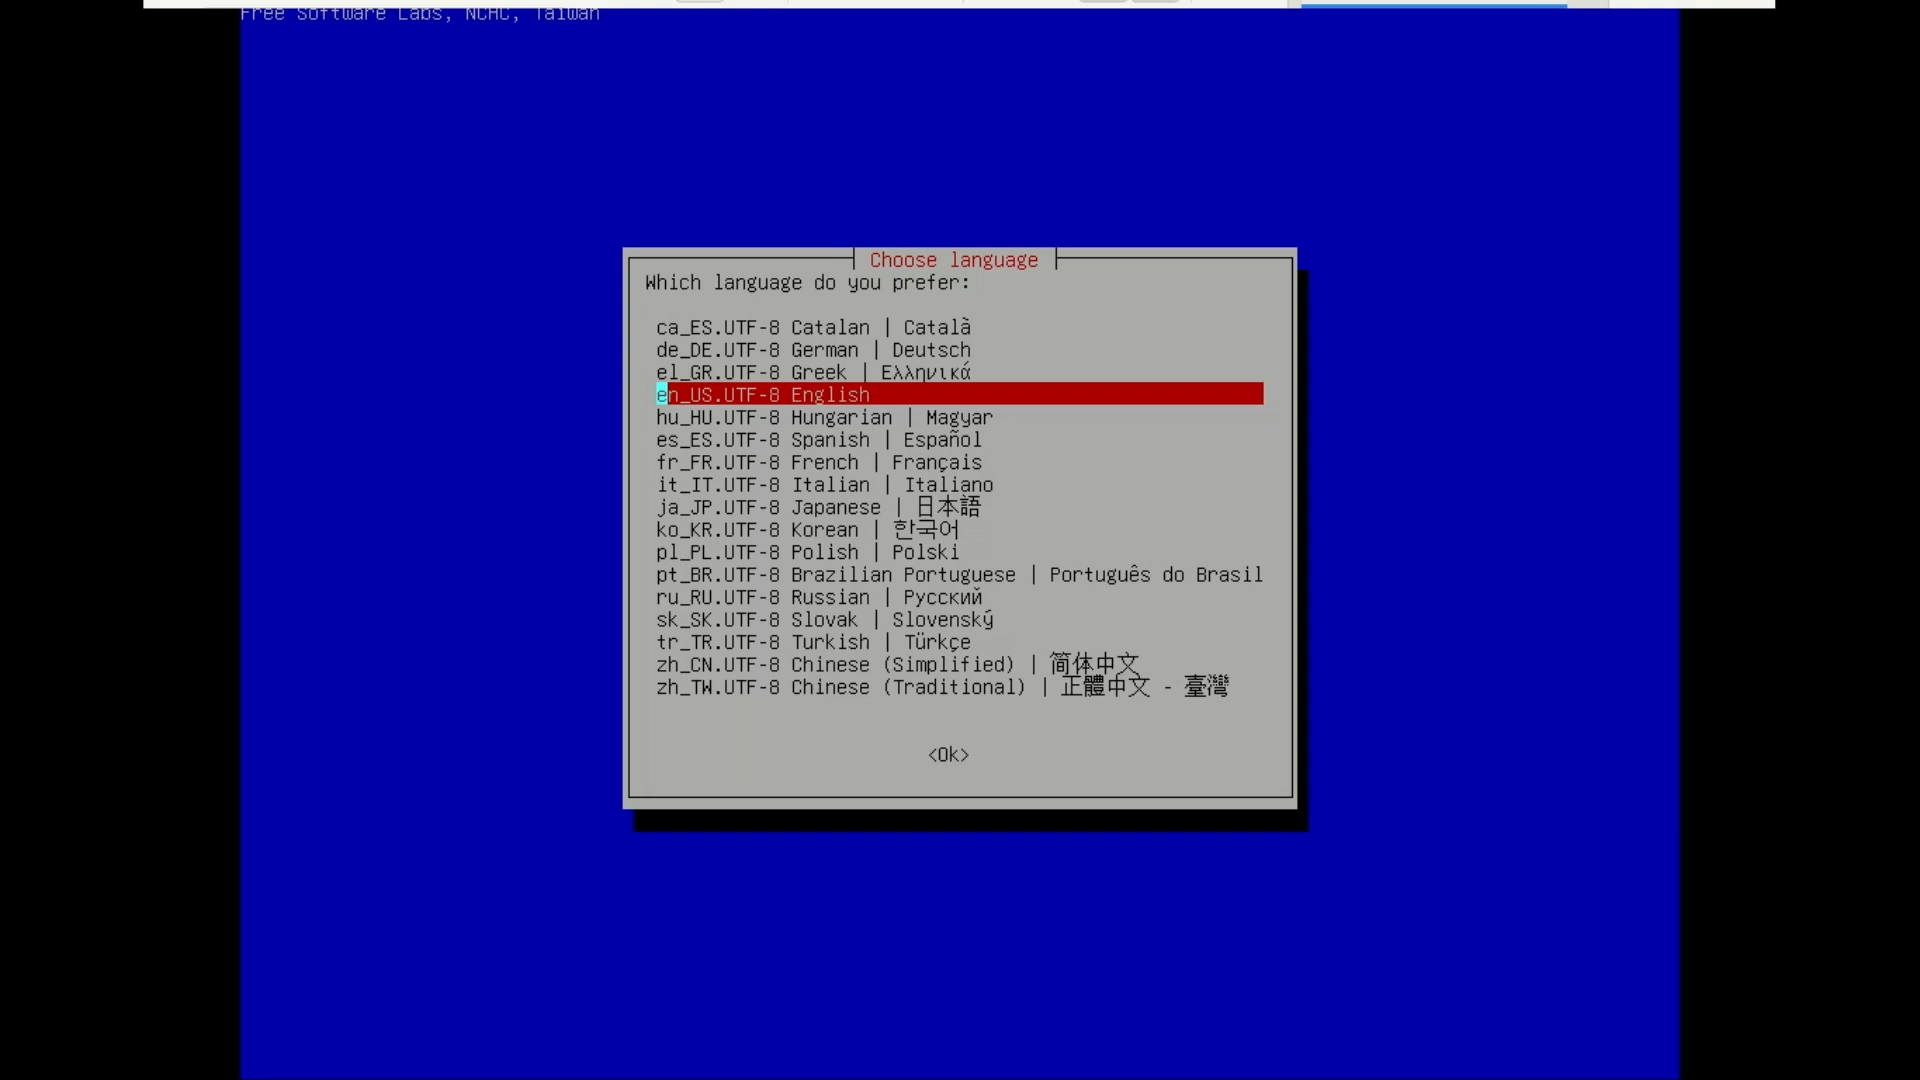 Free Software Labs, NCHC, Taiwan
Choose language
Which language do you prefer:
ca_ES.UTF-8 Catalan | Català
de_DE.UTF-8 German | Deutsch
el_GR.UTF-8 Greek | Ελληνικά
en_US.UTF-8 English
hu_HU.UTF-8 Hungarian | Magyar
es_ES.UTF-8 Spanish | Español
fr_FR.UTF-8 French | Français
it_IT.UTF-8 Italian | Italiano
ja_JP.UTF-8 Japanese | 日本語
ko_KR.UTF-8 Korean | 한국어
pl_PL.UTF-8 Polish | Polski
pt_BR.UTF-8 Brazilian Portuguese | Português do Brasil
ru_RU.UTF-8 Russian | Русский
sk_SK.UTF-8 Slovak | Slovenský
tr_TR.UTF-8 Turkish | Türkçe
zh_CN.UTF-8 Chinese (Simplified) | 简体中文
zh_TW.UTF-8 Chinese (Traditional) | 正體中文 - 臺灣
<Ok>